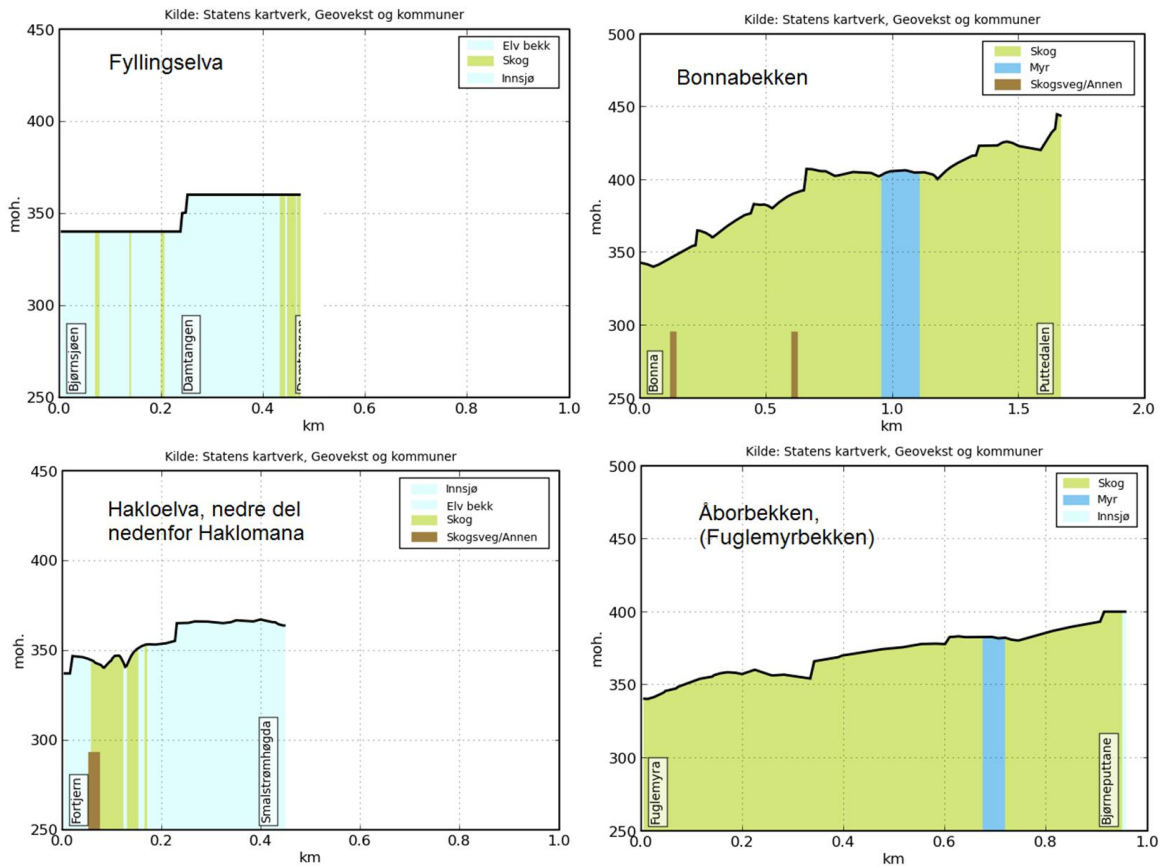 Kilde: Statens kartverk, Geovekst og kommuner
450
400
350
300
250
moh.
Fyllingselva
Elv bekk
Skog
Innsjø
Bjørnsjøen
Damtangen
Damtangen
0.0 0.2 0.4 0.6 0.8 1.0
km
Kilde: Statens kartverk, Geovekst og kommuner
500
450
400
350
300
250
moh.
Bonnabekken
Skog
Myr
Skogsveg/Annen
Bonna
Puttedalen
0.0 0.5 1.0 1.5 2.0
km
Kilde: Statens kartverk, Geovekst og kommuner
450
400
350
300
250
moh.
Hakloelva, nedre del
nedenfor Haklomana
Innsjø
Elv bekk
Skog
Skogsveg/Annen
Fortjern
Smalstrømhøgda
0.0 0.2 0.4 0.6 0.8 1.0
km
Kilde: Statens kartverk, Geovekst og kommuner
500
450
400
350
300
250
moh.
Åborbekken,
(Fuglemyrbekken)
Skog
Myr
Innsjø
Fuglemyra
Bjørneputtane
0.0 0.2 0.4 0.6 0.8 1.0
km